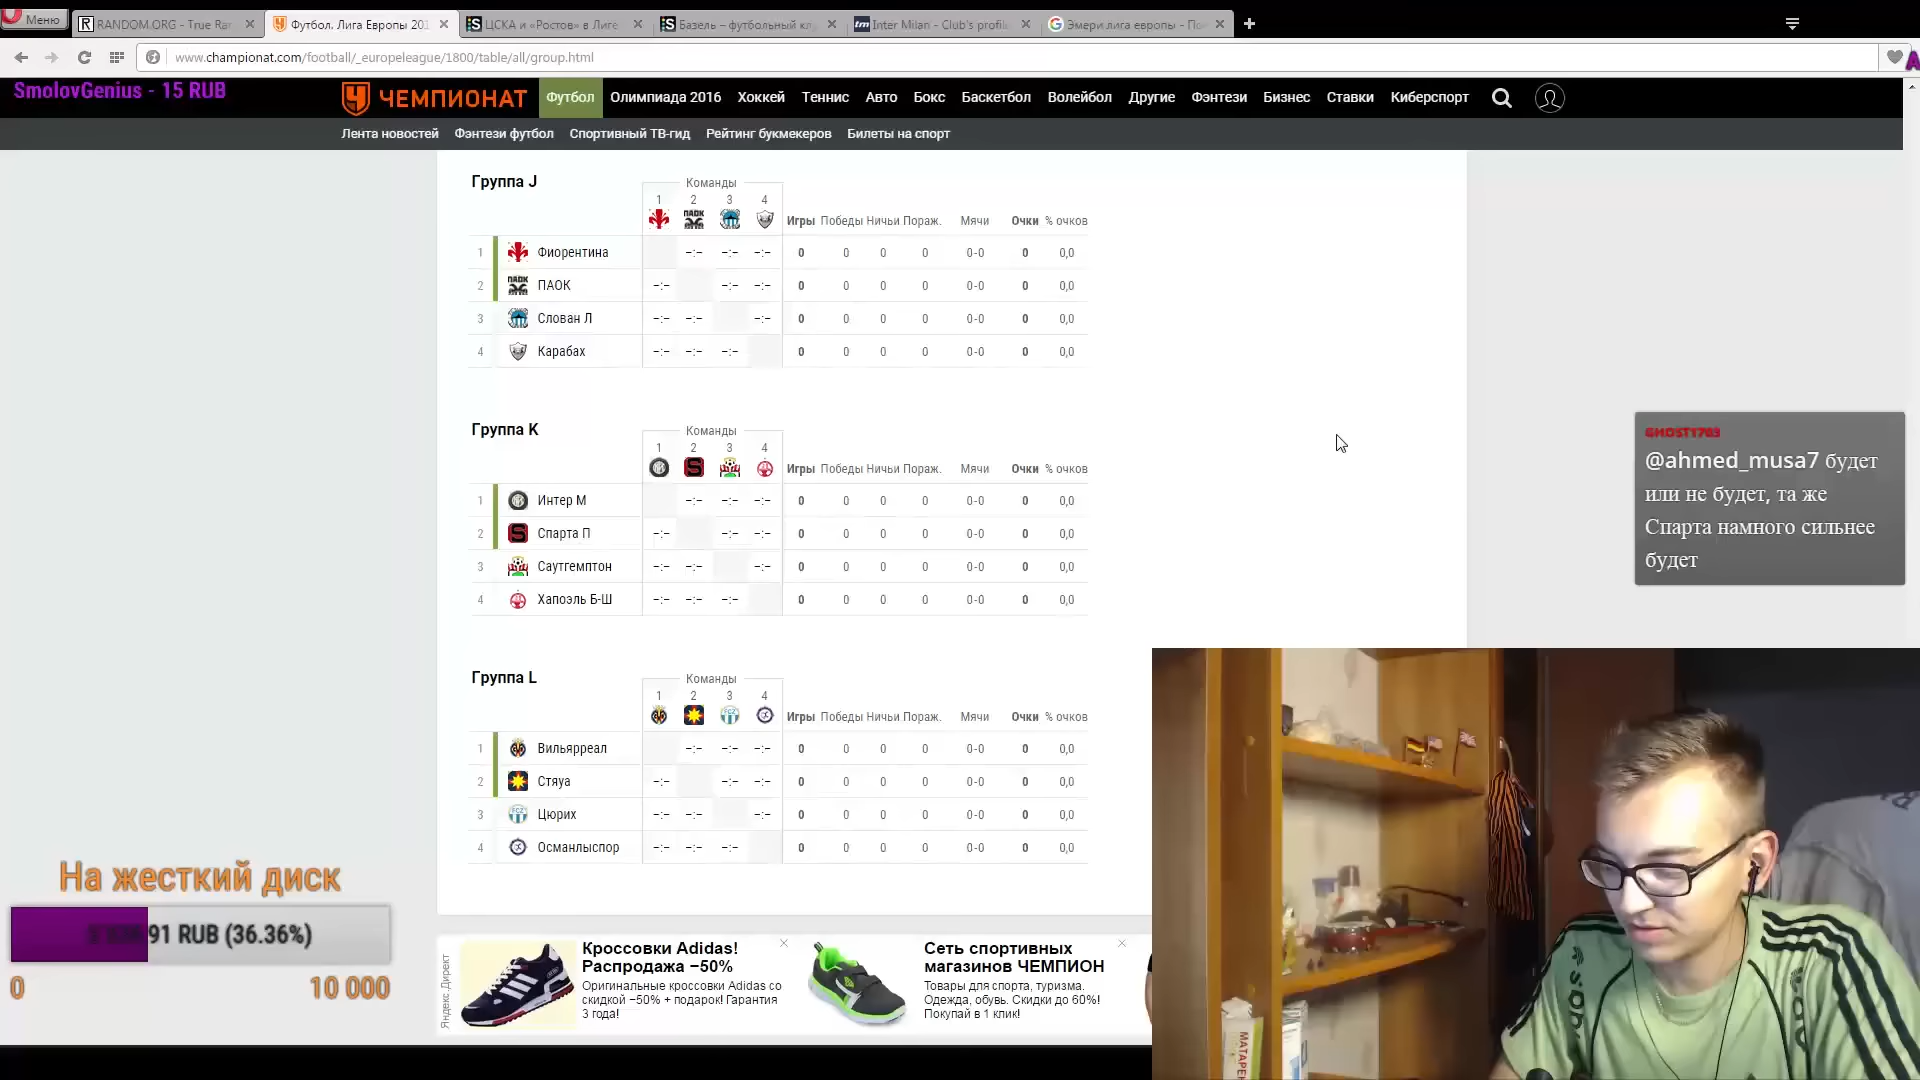 Меню
RANDOM.ORG - True Rar
Футбол. Лига Европы 201
ЦСКА и «Ростов» в Лиге
Базель – футбольный кл
Inter Milan - Club's profil
Эмери лига европы - По
www.championat.com/football/_europeleague/1800/table/all/group.html
SmolovGenius - 15 RUB
ЧЕМПИОНАТ
Футбол Олимпиада 2016 Хоккей Теннис Авто Бокс Баскетбол Волейбол Другие Фэнтези Бизнес Ставки Киберспорт
Лента новостей Фэнтези футбол Спортивный ТВ-гид Рейтинг букмекеров Билеты на спорт
Группа J
Команды
1 2 3 4
Игры Победы Ничьи Пораж. Мячи Очки % очков
1 Фиорентина -:- -:- -:- 0 0 0 0 0-0 0 0,0
2 ПАОК -:- -:- -:- 0 0 0 0 0-0 0 0,0
3 Слован Л -:- -:- -:- 0 0 0 0 0-0 0 0,0
4 Карабах -:- -:- -:- 0 0 0 0 0-0 0 0,0
Группа K
Команды
1 2 3 4
Игры Победы Ничьи Пораж. Мячи Очки % очков
1 Интер М -:- -:- -:- 0 0 0 0 0-0 0 0,0
2 Спарта П -:- -:- -:- 0 0 0 0 0-0 0 0,0
3 Саутгемптон -:- -:- -:- 0 0 0 0 0-0 0 0,0
4 Хапоэль Б-Ш -:- -:- -:- 0 0 0 0 0-0 0 0,0
Группа L
Команды
1 2 3 4
Игры Победы Ничьи Пораж. Мячи Очки % очков
1 Вильярреал -:- -:- -:- 0 0 0 0 0-0 0 0,0
2 Стяуа -:- -:- -:- 0 0 0 0 0-0 0 0,0
3 Цюрих -:- -:- -:- 0 0 0 0 0-0 0 0,0
4 Османлыспор -:- -:- -:- 0 0 0 0 0-0 0 0,0
GHOST1703
@ahmed_musa7 будет
или не будет, та же
Спарта намного сильнее
будет
На жесткий диск
91 RUB (36.36%)
0 10 000
Яндекс.Директ
Кроссовки Adidas!
Распродажа −50%
Оригинальные кроссовки Adidas со
скидкой −50% + подарок! Гарантия
3 года!
Сеть спортивных
магазинов ЧЕМПИОН
Товары для спорта, туризма.
Одежда, обувь. Скидки до 60%!
Покупай в 1 клик!
adidas